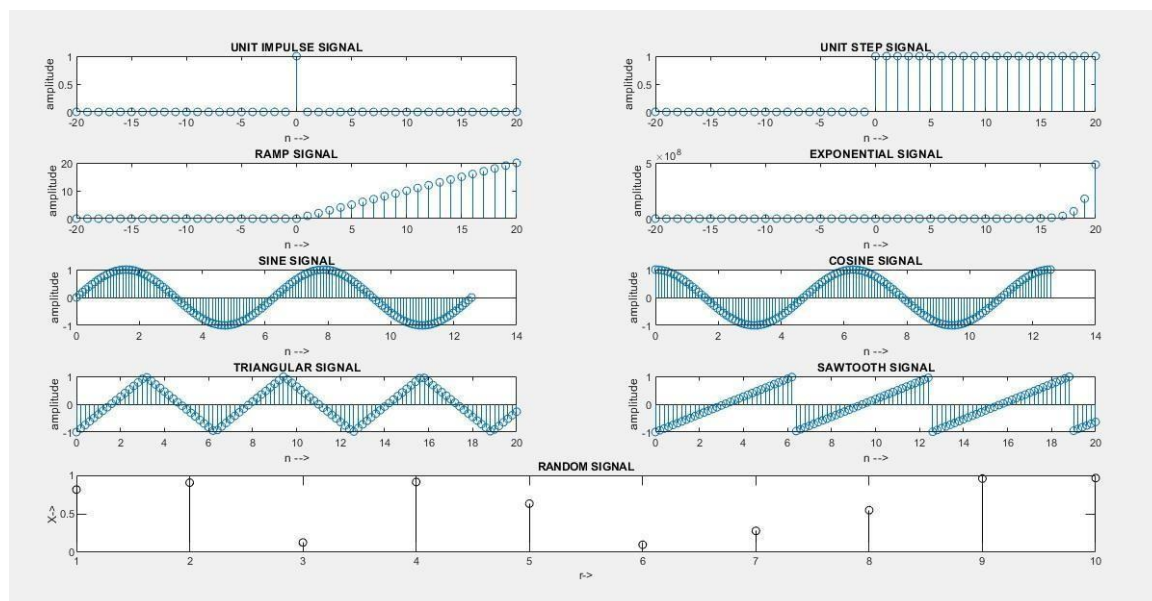 UNIT IMPULSE SIGNAL
amplitude
1
0.5
0
-20 -15 -10 -5 0 5 10 15 20
n -->
UNIT STEP SIGNAL
amplitude
1
0.5
0
-20 -15 -10 -5 0 5 10 15 20
n -->
RAMP SIGNAL
amplitude
20
10
0
-20 -15 -10 -5 0 5 10 15 20
n -->
EXPONENTIAL SIGNAL
amplitude
× 10^8
5
0
-20 -15 -10 -5 0 5 10 15 20
n -->
SINE SIGNAL
amplitude
1
0
-1
0 2 4 6 8 10 12 14
n -->
COSINE SIGNAL
amplitude
1
0
-1
0 2 4 6 8 10 12 14
n -->
TRIANGULAR SIGNAL
amplitude
1
0
-1
0 2 4 6 8 10 12 14 16 18 20
n -->
SAWTOOTH SIGNAL
amplitude
1
0
-1
0 2 4 6 8 10 12 14 16 18 20
n -->
RANDOM SIGNAL
X->
1
0.5
0
1 2 3 4 5 6 7 8 9 10
r->